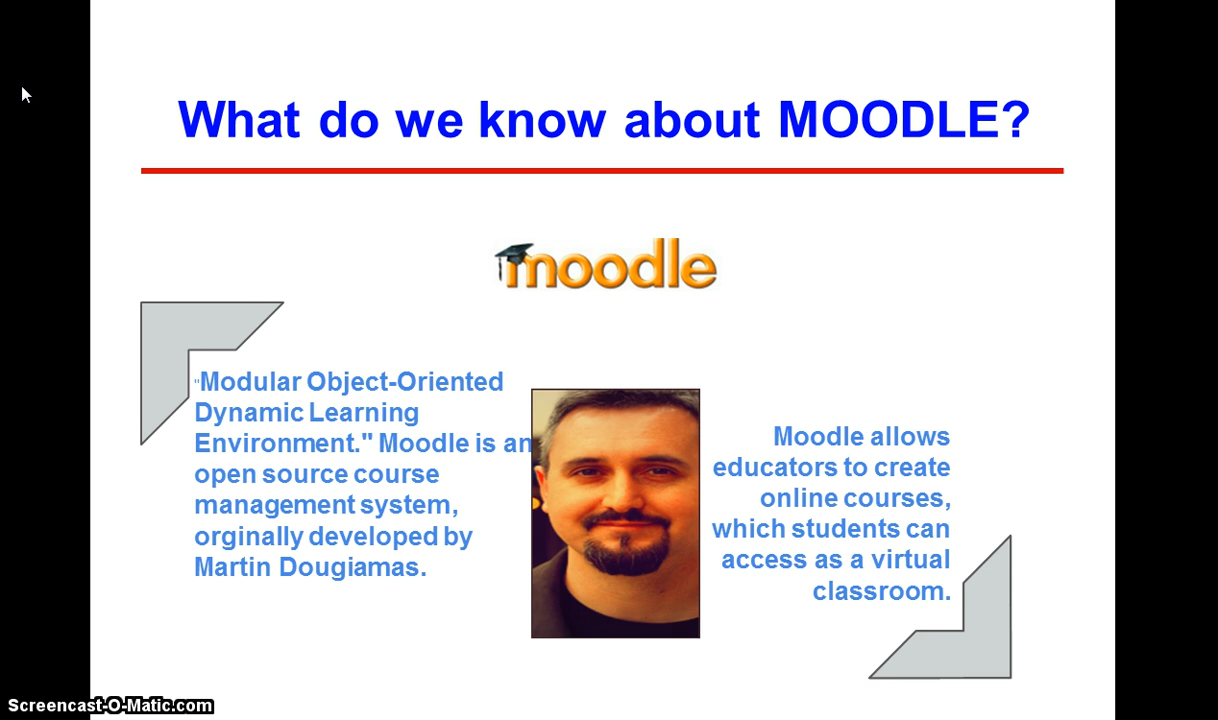 What do we know about MOODLE?
moodle
"Modular Object-Oriented
Dynamic Learning
Environment." Moodle is an
open source course
management system,
orginally developed by
Martin Dougiamas.
Moodle allows
educators to create
online courses,
which students can
access as a virtual
classroom.
Screencast-O-Matic.com